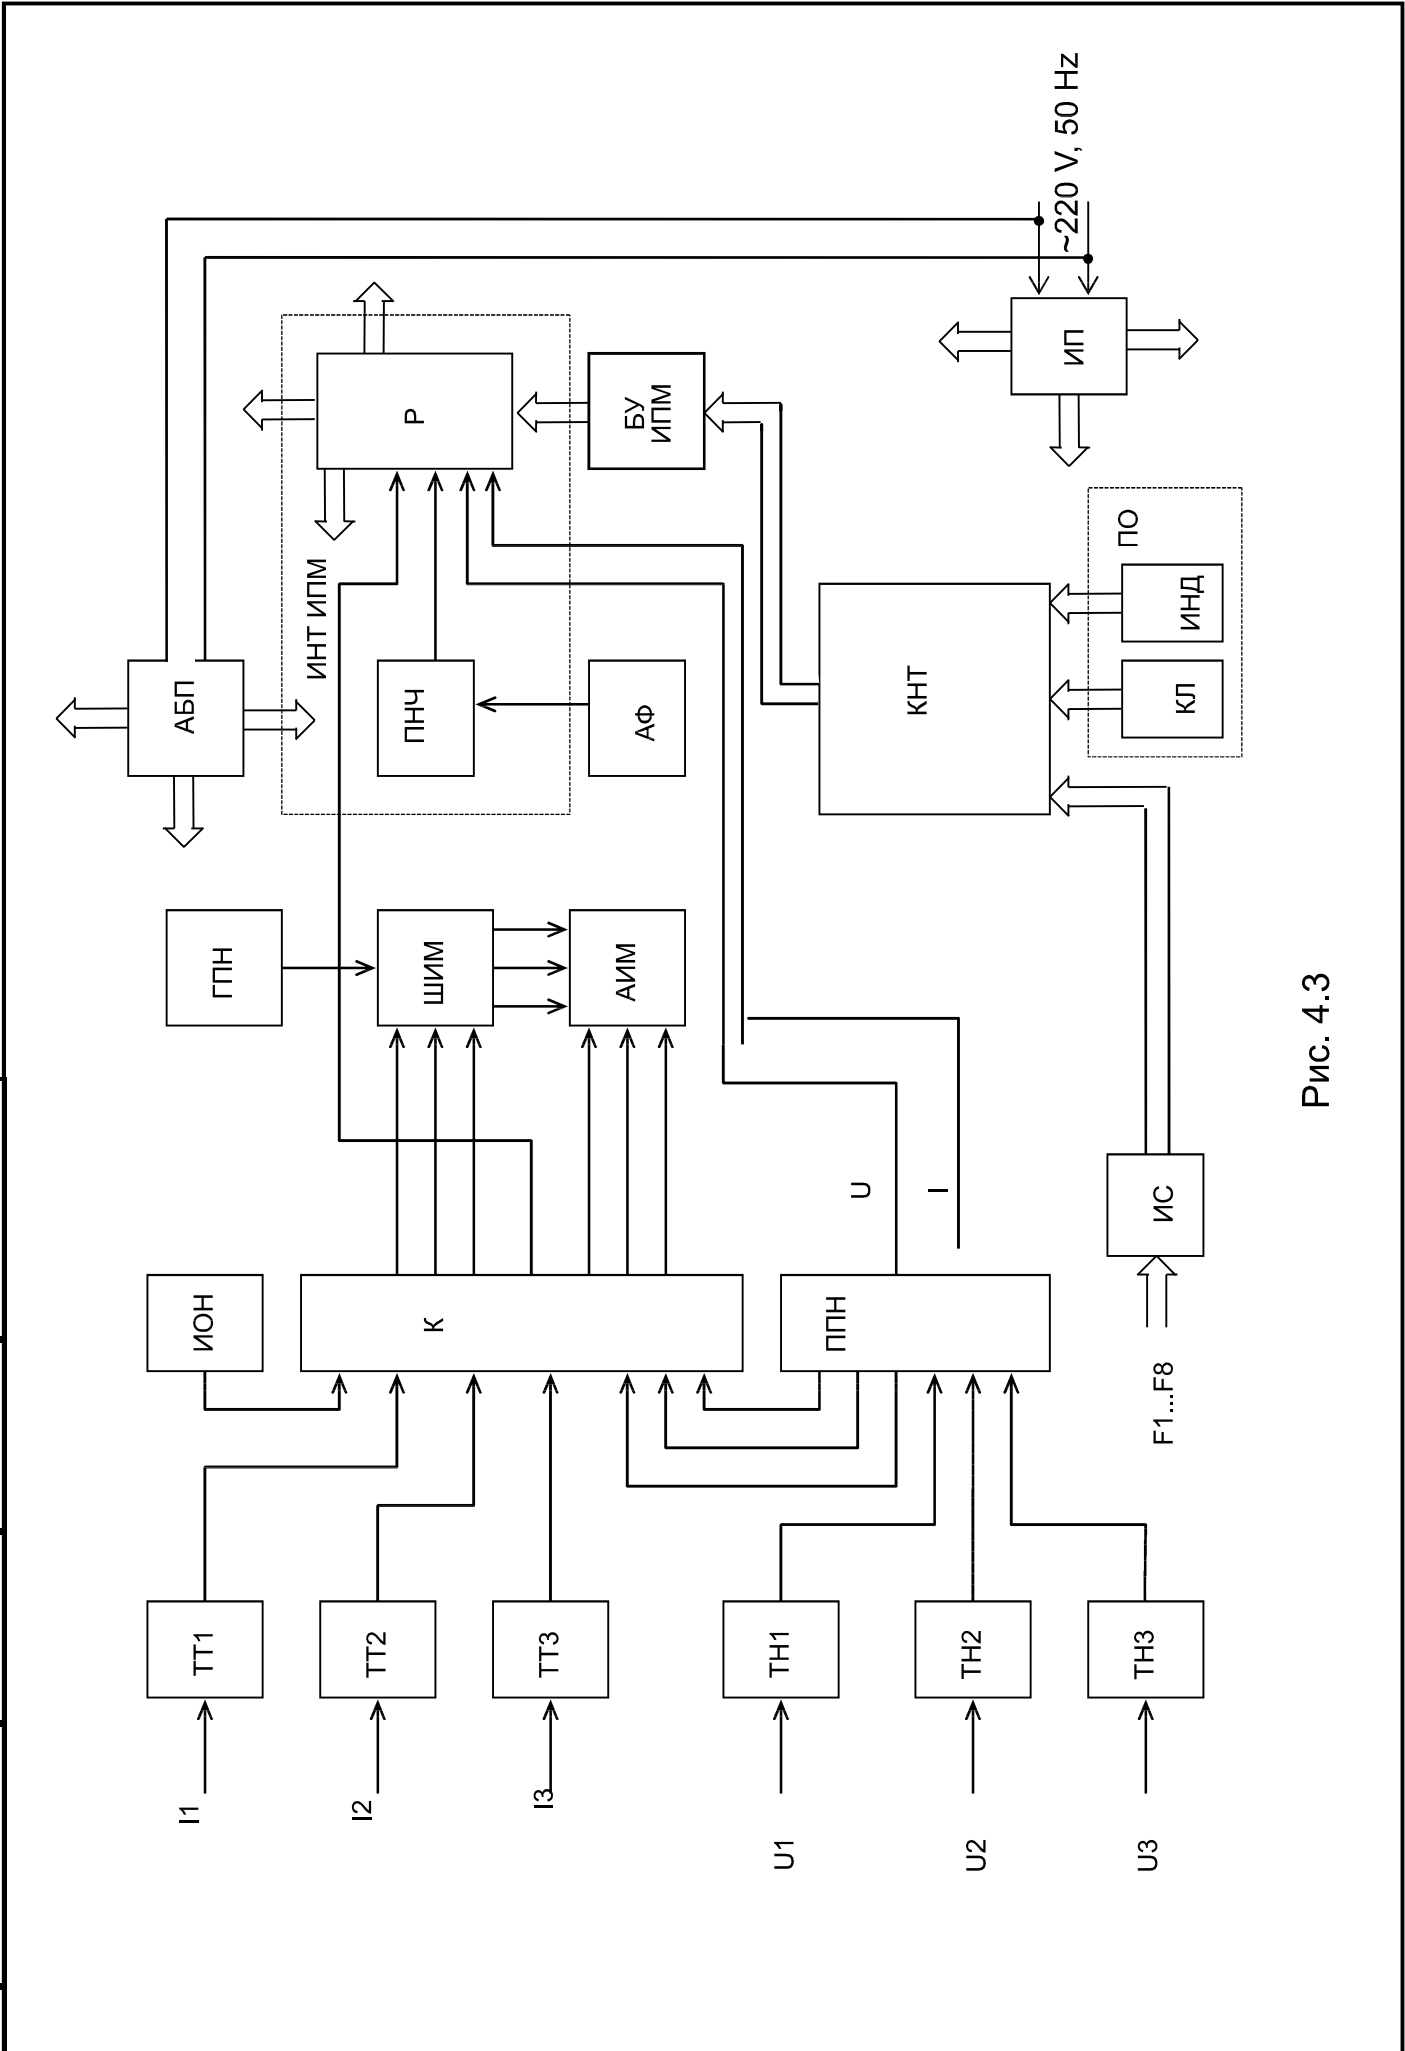 I1
ТТ1
ИОН
ГПН
АБП
I2
ТТ2
К
ШИМ
ПНЧ
ИНТ ИПМ
Р
I3
ТТ3
АИМ
АФ
БУ
ИПМ
U1
ТН1
ППН
U
I
КНТ
U2
ТН2
ИП
~220 V, 50 Hz
U3
ТН3
F1...F8
ИС
КЛ
ИНД
ПО
Рис. 4.3